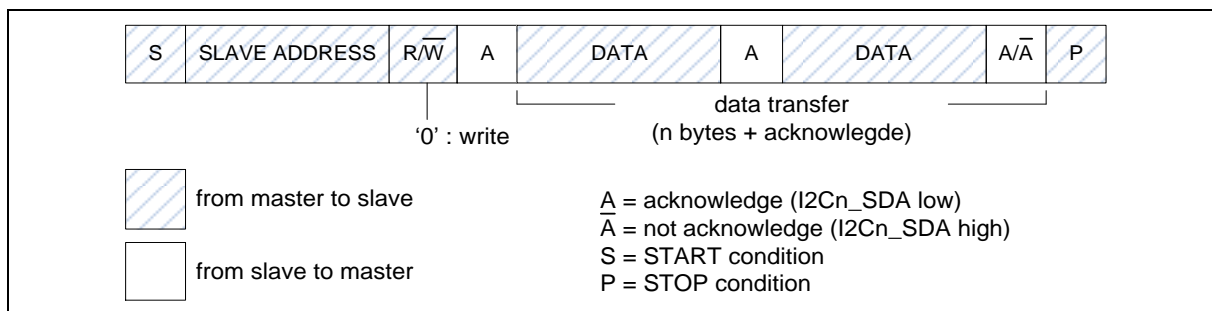 S SLAVE ADDRESS R/W̅ A DATA A DATA A/A̅ P
data transfer
(n bytes + acknowlegde)
‘0’ : write
from master to slave
from slave to master
A = acknowledge (I2Cn_SDA low)
A̅ = not acknowledge (I2Cn_SDA high)
S = START condition
P = STOP condition